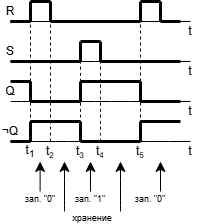 R
t
S
t
Q
t
¬Q
t₁ t₂ t₃ t₄ t₅ t
зап. "0" зап. "1" зап. "0"
хранение